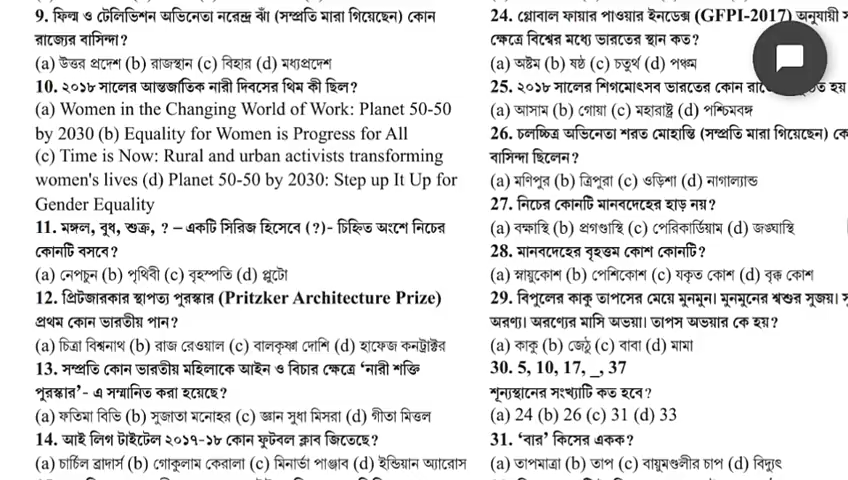 9. ফিল্ম ও টেলিভিশন অভিনেতা নরেন্দ্র ঝাঁ (সম্প্রতি মারা গিয়েছেন) কোন
রাজ্যের বাসিন্দা?
(a) উত্তর প্রদেশ (b) রাজস্থান (c) বিহার (d) মধ্যপ্রদেশ
10. ২০১৮ সালের আন্তর্জাতিক নারী দিবসের থিম কী ছিল?
(a) Women in the Changing World of Work: Planet 50-50
by 2030 (b) Equality for Women is Progress for All
(c) Time is Now: Rural and urban activists transforming
women's lives (d) Planet 50-50 by 2030: Step up It Up for
Gender Equality
11. মঙ্গল, বুধ, শুক্র, ? – একটি সিরিজ হিসেবে (?)- চিহ্নিত অংশে নিচের
কোনটি বসবে?
(a) নেপচুন (b) পৃথিবী (c) বৃহস্পতি (d) প্লুটো
12. প্রিটজারকার স্থাপত্য পুরস্কার (Pritzker Architecture Prize)
প্রথম কোন ভারতীয় পান?
(a) চিত্রা বিশ্বনাথ (b) রাজ রেওয়াল (c) বালকৃষ্ণ দোশি (d) হাফেজ কনট্রাক্টর
13. সম্প্রতি কোন ভারতীয় মহিলাকে আইন ও বিচার ক্ষেত্রে ‘নারী শক্তি
পুরস্কার’- এ সম্মানিত করা হয়েছে?
(a) ফতিমা বিভি (b) সুজাতা মনোহর (c) জ্ঞান সুধা মিসরা (d) গীতা মিত্তল
14. আই লিগ টাইটেল ২০১৭-১৮ কোন ফুটবল ক্লাব জিতেছে?
(a) চার্চিল ব্রাদার্স (b) গোকুলাম কেরালা (c) মিনার্ভা পাঞ্জাব (d) ইন্ডিয়ান অ্যারোস
24. গ্লোবাল ফায়ার পাওয়ার ইনডেক্স (GFPI-2017) অনুযায়ী
ক্ষেত্রে বিশ্বের মধ্যে ভারতের স্থান কত?
(a) অষ্টম (b) ষষ্ঠ (c) চতুর্থ (d) পঞ্চম
25. ২০১৮ সালের শিগমোৎসব ভারতের কোন হয়
(a) আসাম (b) গোয়া (c) মহারাষ্ট্র (d) পশ্চিমবঙ্গ
26. চলচ্চিত্র অভিনেতা শরত মোহান্তি (সম্প্রতি মারা গিয়েছেন)
বাসিন্দা ছিলেন?
(a) মণিপুর (b) ত্রিপুরা (c) ওড়িশা (d) নাগাল্যান্ড
27. নিচের কোনটি মানবদেহের হাড় নয়?
(a) বক্ষাস্থি (b) প্রগণ্ডাস্থি (c) পেরিকার্ডিয়াম (d) জঙ্ঘাস্থি
28. মানবদেহের বৃহত্তম কোশ কোনটি?
(a) স্নায়ুকোশ (b) পেশিকোশ (c) যকৃত কোশ (d) বৃক্ক কোশ
29. বিপুলের কাকু তাপসের মেয়ে মুনমুন। মুনমুনের শ্বশুর সুজয়।
অরণ্য। অরণ্যের মাসি অভয়া। তাপস অভয়ার কে হয়?
(a) কাকু (b) জেঠু (c) বাবা (d) মামা
30. 5, 10, 17, _, 37
শূন্যস্থানের সংখ্যাটি কত হবে?
(a) 24 (b) 26 (c) 31 (d) 33
31. ‘বার’ কিসের একক?
(a) তাপমাত্রা (b) তাপ (c) বায়ুমণ্ডলীর চাপ (d) বিদ্যুৎ